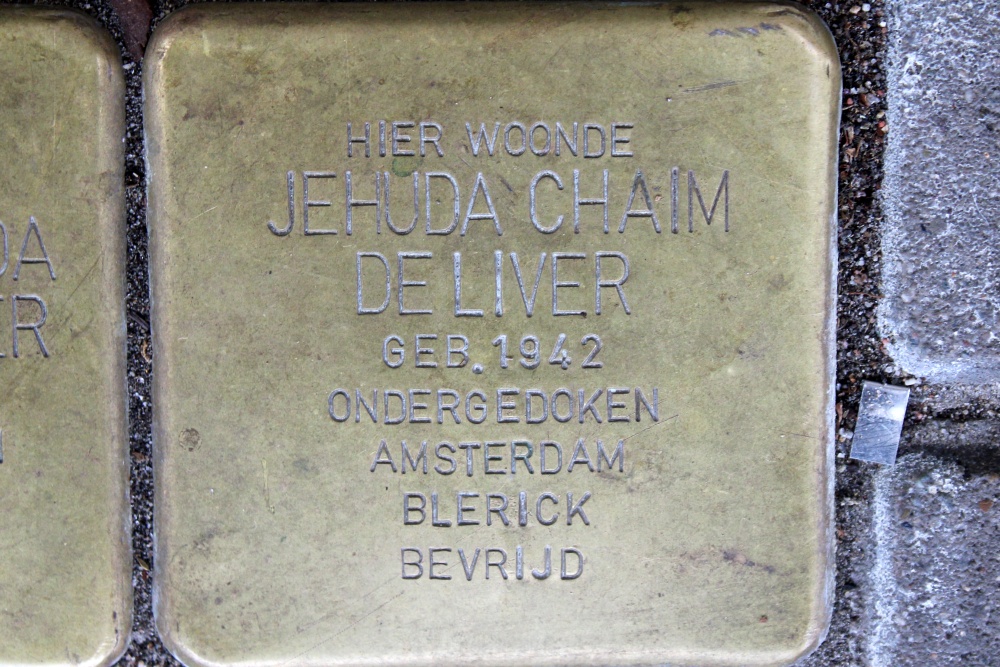 HIER WOONDE
JEHUDA CHAIM
DE LIVER
GEB. 1942
ONDERGEDOKEN
AMSTERDAM
BLERICK
BEVRIJD